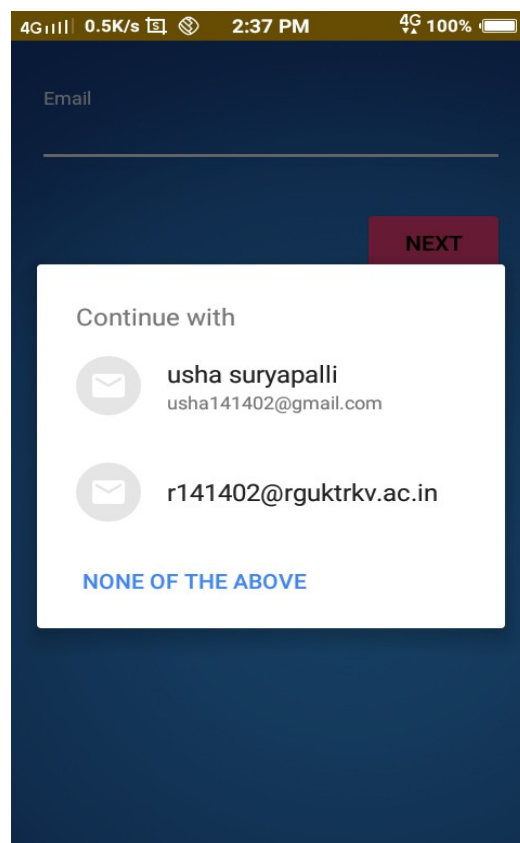 4G 0.5K/s 2:37 PM 4G 100%
Email
NEXT
Continue with
usha suryapalli
usha141402@gmail.com
r141402@rguktrkv.ac.in
NONE OF THE ABOVE